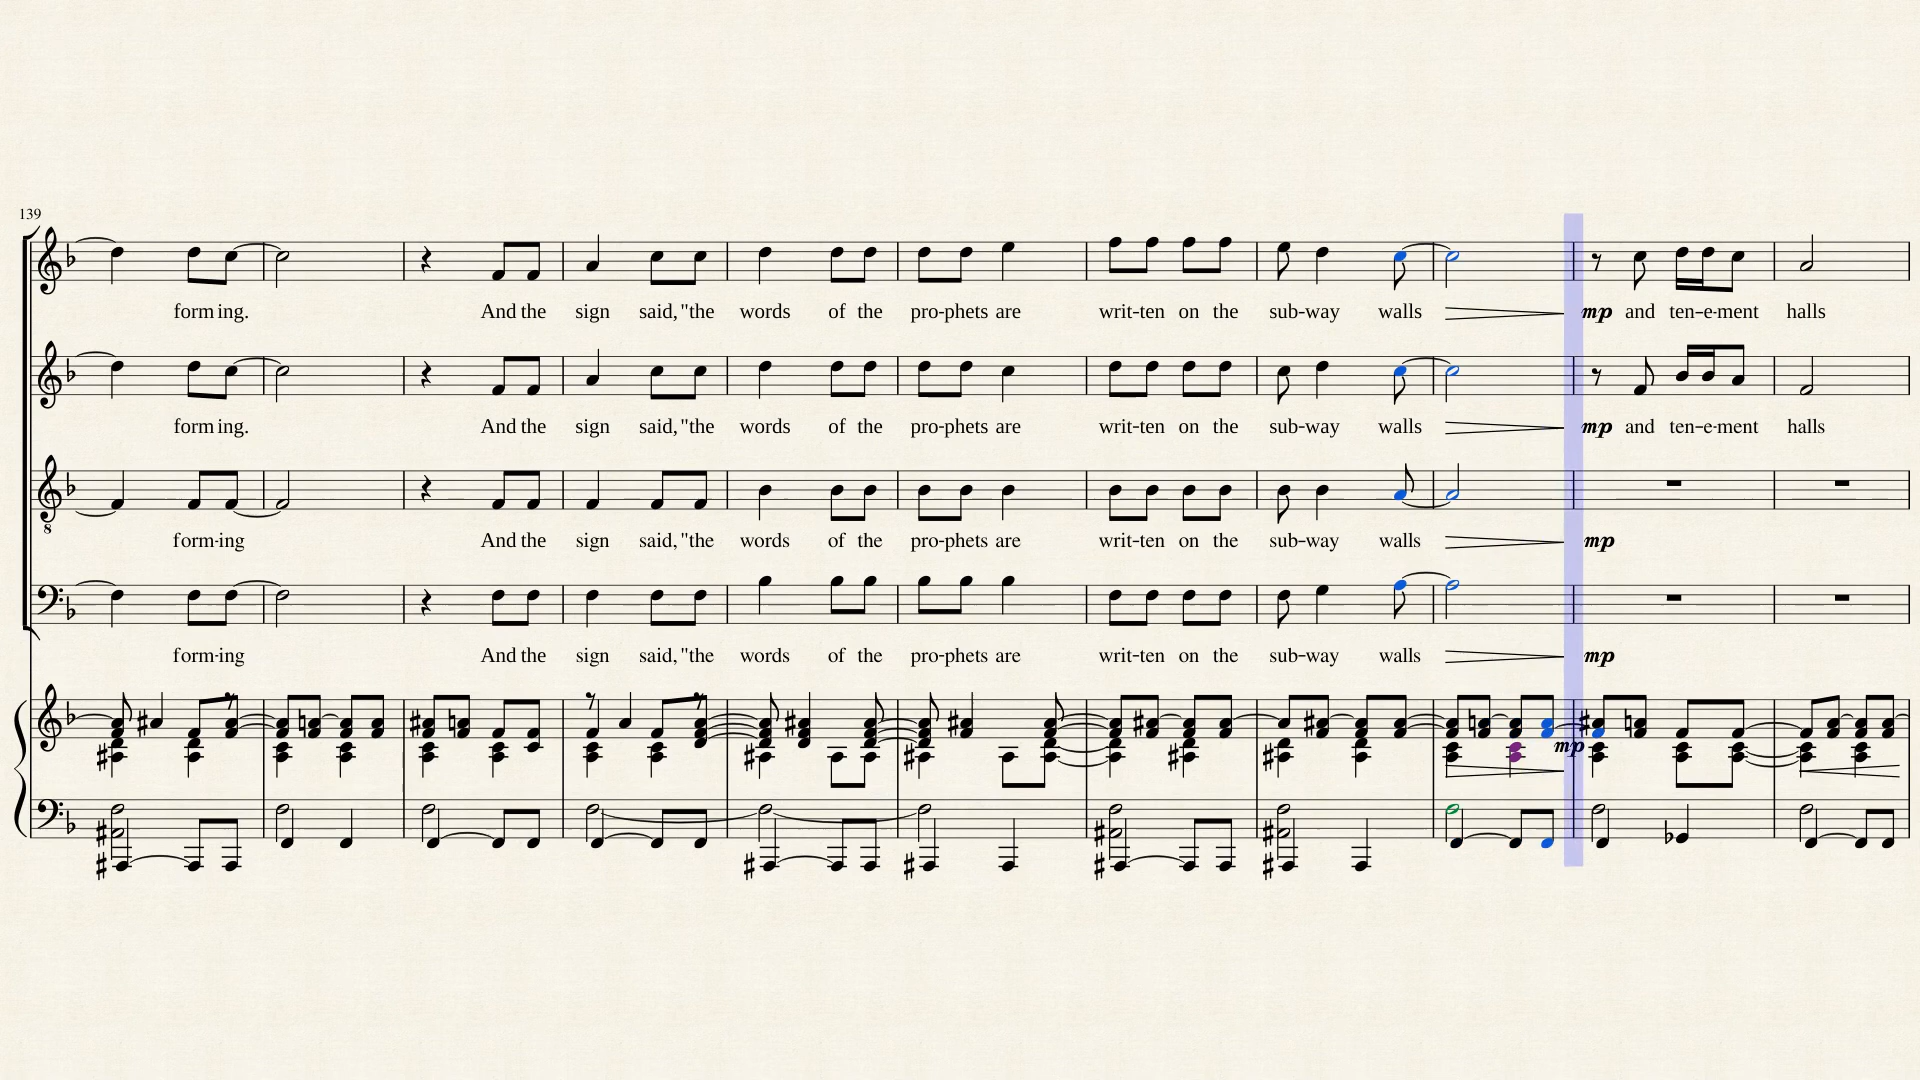 139
form ing. And the sign said, "the words of the pro-phets are writ-ten on the sub-way walls mp and ten-e-ment halls
form ing. And the sign said, "the words of the pro-phets are writ-ten on the sub-way walls mp and ten-e-ment halls
8
form-ing And the sign said, "the words of the pro-phets are writ-ten on the sub-way walls mp
form-ing And the sign said, "the words of the pro-phets are writ-ten on the sub-way walls mp
mp